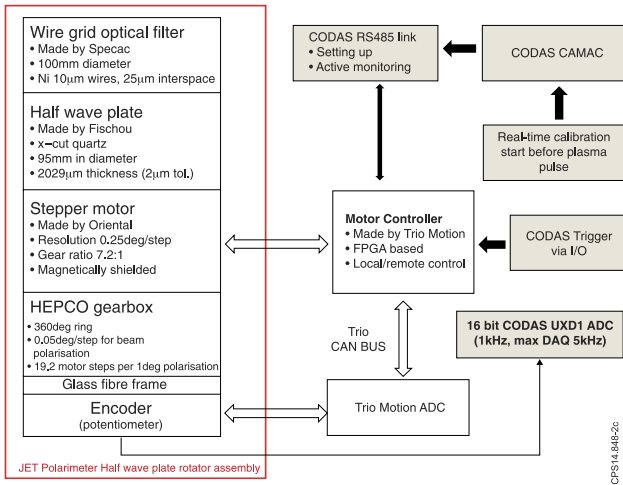 Wire grid optical filter
• Made by Specac
• 100mm diameter
• Ni 10µm wires, 25µm interspace
Half wave plate
• Made by Fischou
• x–cut quartz
• 95mm in diameter
• 2029µm thickness (2µm tol.)
Stepper motor
• Made by Oriental
• Resolution 0.25deg/step
• Gear ratio 7.2:1
• Magnetically shielded
HEPCO gearbox
• 360deg ring
• 0.05deg/step for beam
polarisation
• 19.2 motor steps per 1deg polarisation
Glass fibre frame
Encoder
(potentiometer)
JET Polarimeter Half wave plate rotator assembly
CODAS RS485 link
• Setting up
• Active monitoring
CODAS CAMAC
Real–time calibration
start before plasma
pulse
Motor Controller
• Made by Trio Motion
• FPGA based
• Local/remote control
CODAS Trigger
via I/O
Trio
CAN BUS
16 bit CODAS UXD1 ADC
(1kHz, max DAQ 5kHz)
Trio Motion ADC
CPS14.848-2c